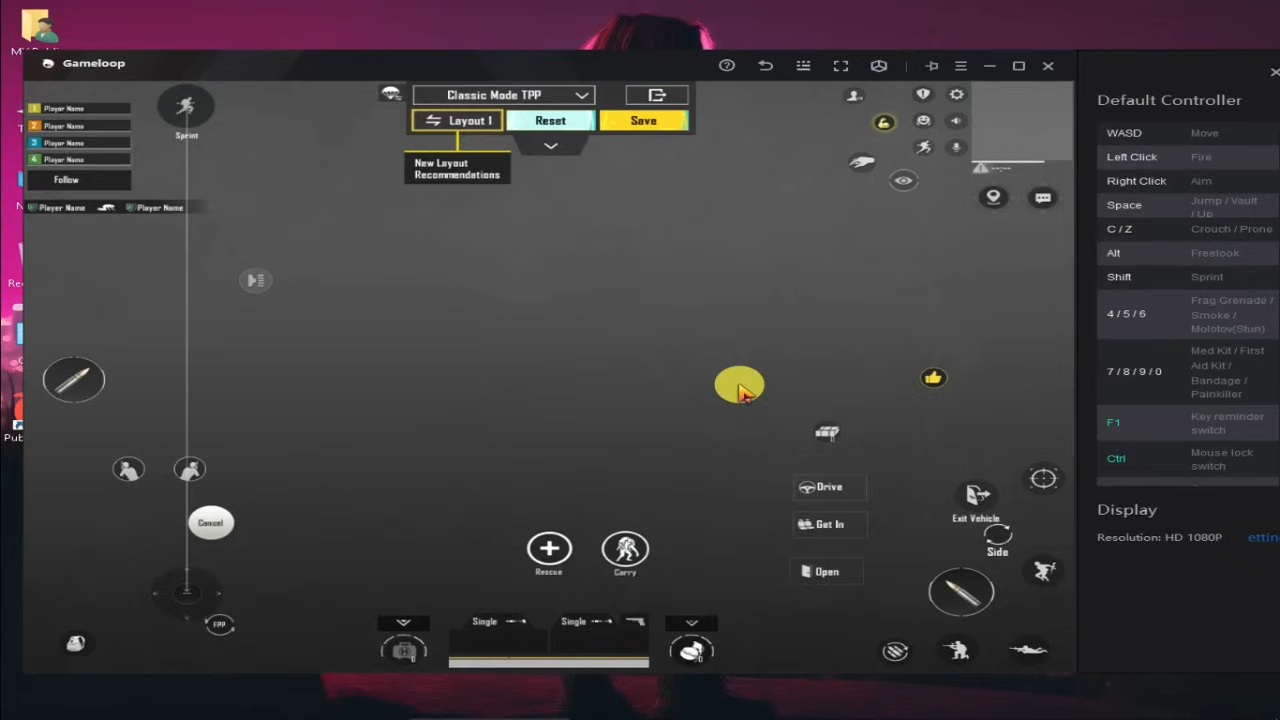 Gameloop
Player Name
Player Name
Player Name
Player Name
Follow
Player Name
Player Name
Sprint
Classic Mode TPP
Layout 1
Reset
Save
New Layout
Recommendations
Cancel
FPP
Rescue
Carry
Drive
Get In
Open
Exit Vehicle
Side
Single
Single
Default Controller
WASD Move
Left Click Fire
Right Click Aim
Space Jump / Vault
/ Up
C / Z Crouch / Prone
Alt Freelook
Shift Sprint
4 / 5 / 6 Frag Grenade /
Smoke /
Molotov(Stun)
7 / 8 / 9 / 0 Med Kit / First
Aid Kit /
Bandage /
Painkiller
F1 Key reminder
switch
Ctrl Mouse lock
switch
Display
Resolution: HD 1080P ettin